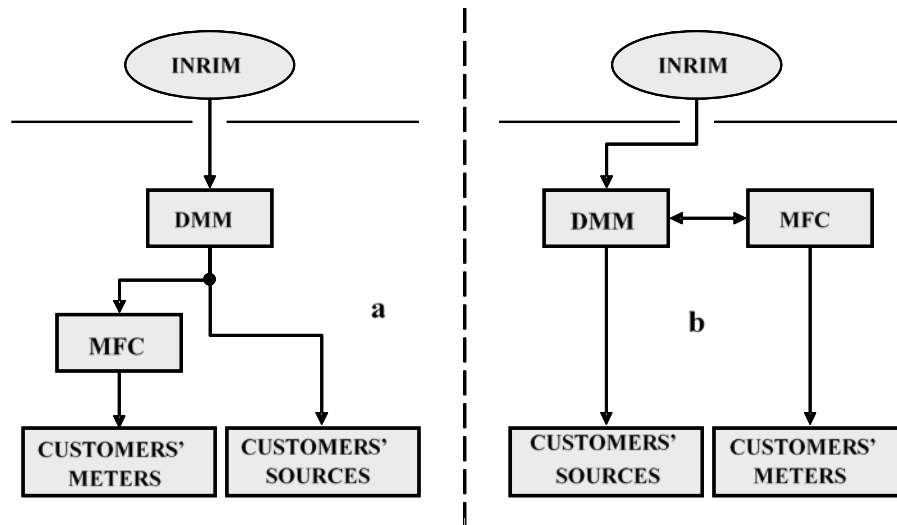 INRIM
DMM
MFC
a
CUSTOMERS’
METERS
CUSTOMERS’
SOURCES
INRIM
DMM
MFC
b
CUSTOMERS’
SOURCES
CUSTOMERS’
METERS